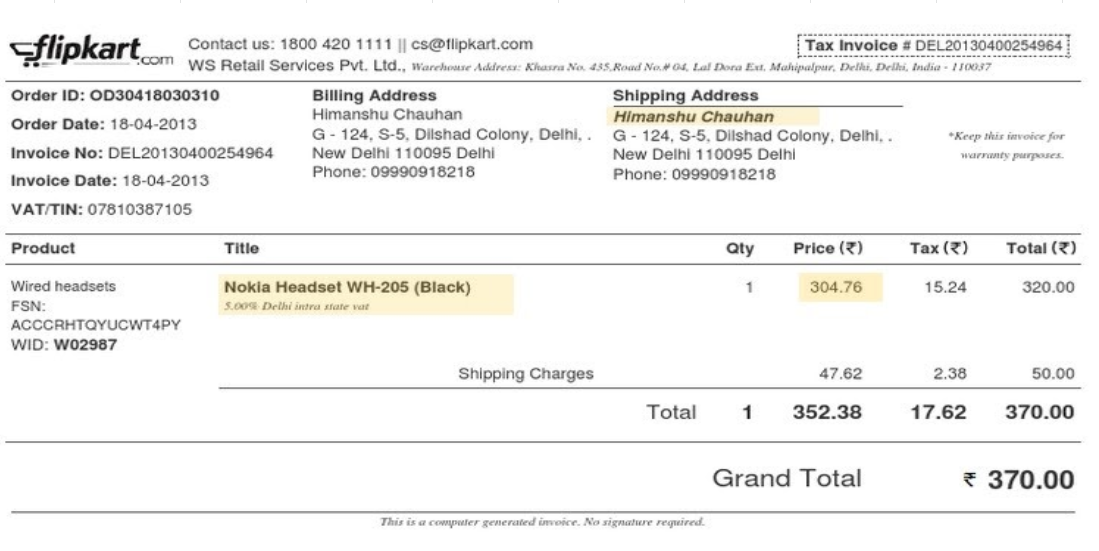 flipkart.com
Contact us: 1800 420 1111 || cs@flipkart.com
Tax Invoice # DEL20130400254964
WS Retail Services Pvt. Ltd., Warehouse Address: Khasra No. 435,Road No.# 04, Lal Dora Ext. Mahipalpur, Delhi, Delhi, India - 110037
Order ID: OD30418030310
Order Date: 18-04-2013
Invoice No: DEL20130400254964
Invoice Date: 18-04-2013
VAT/TIN: 07810387105
Billing Address
Himanshu Chauhan
G - 124, S-5, Dilshad Colony, Delhi, .
New Delhi 110095 Delhi
Phone: 09990918218
Shipping Address
Himanshu Chauhan
G - 124, S-5, Dilshad Colony, Delhi, .
New Delhi 110095 Delhi
Phone: 09990918218
*Keep this invoice for
warranty purposes.
Product Title Qty Price (₹) Tax (₹) Total (₹)
Wired headsets
FSN:
ACCCRHTQYUCWT4PY
WID: W02987
Nokia Headset WH-205 (Black) 1 304.76 15.24 320.00
5.00% Delhi intra state vat
Shipping Charges 47.62 2.38 50.00
Total 1 352.38 17.62 370.00
Grand Total ₹ 370.00
This is a computer generated invoice. No signature required.